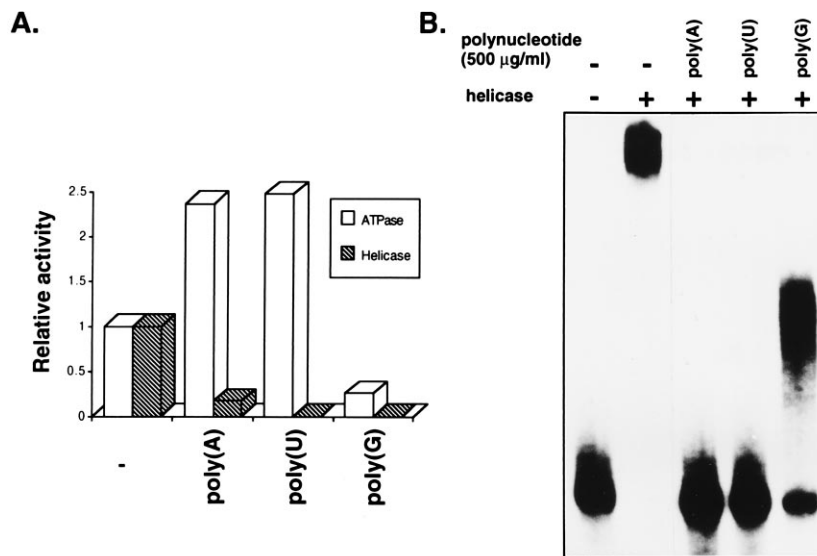 A.
Relative activity
2.5
2
1.5
1
0.5
0
ATPase
Helicase
-
poly(A)
poly(U)
poly(G)
B.
polynucleotide
(500 µg/ml)
- - poly(A) poly(U) poly(G)
helicase - + + + +